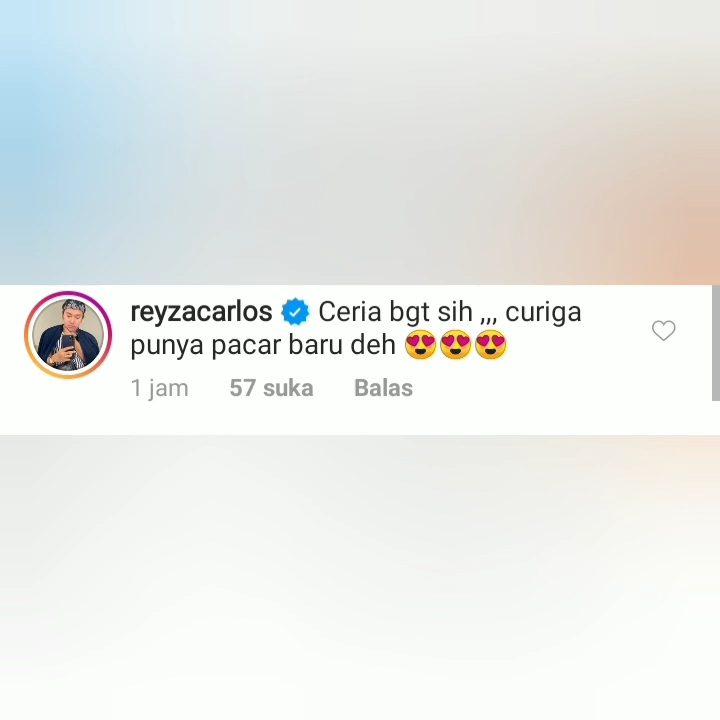 reyzacarlos Ceria bgt sih ,,, curiga
punya pacar baru deh 😍😍😍
1 jam 57 suka Balas